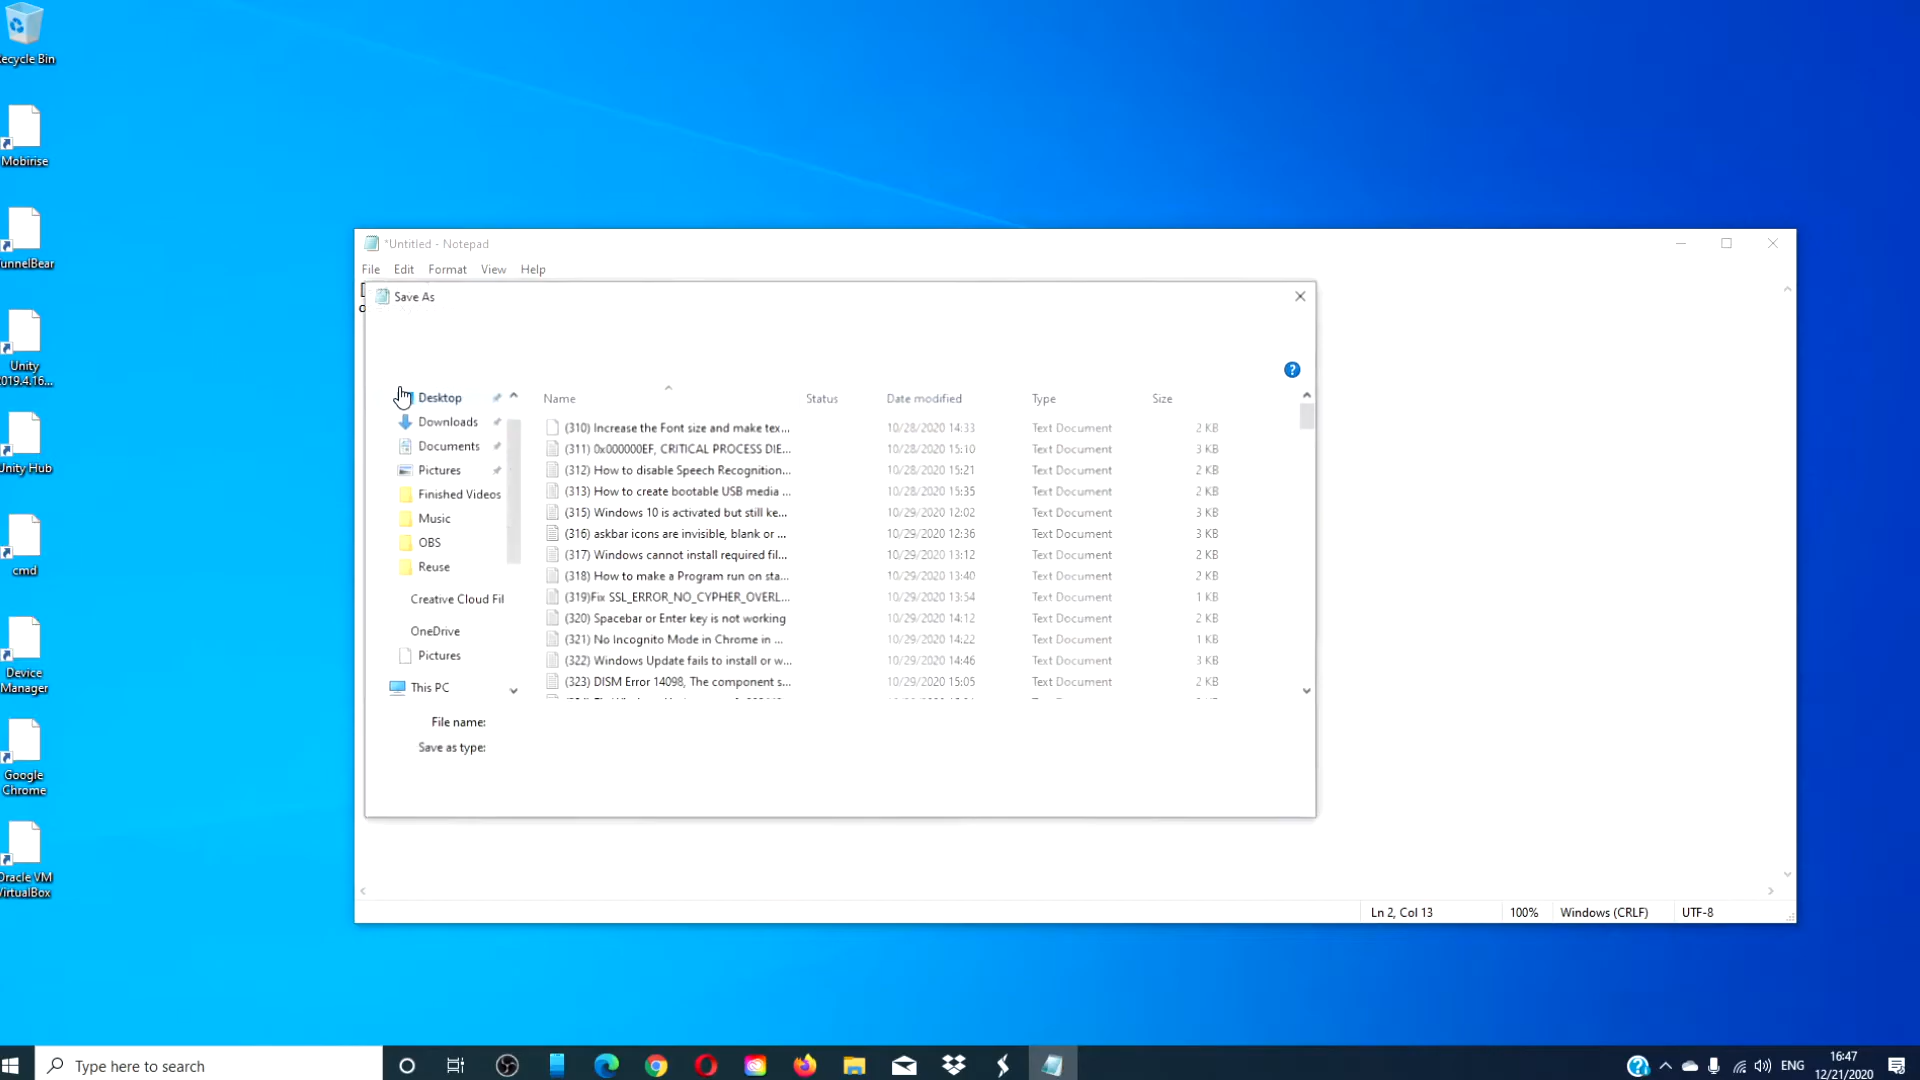 ecycle Bin
Mobirise
unnelBear
Unity
019.4.16...
Unity Hub
cmd
Device
Manager
Google
Chrome
Oracle VM
VirtualBox
*Untitled - Notepad
File Edit Format View Help
Save As
Desktop
Downloads
Documents
Pictures
Finished Videos
Music
OBS
Reuse
Creative Cloud Fil
OneDrive
Pictures
This PC
Name Status Date modified Type Size
(310) Increase the Font size and make tex... 10/28/2020 14:33 Text Document 2 KB
(311) 0x000000EF, CRITICAL PROCESS DIE... 10/28/2020 15:10 Text Document 3 KB
(312) How to disable Speech Recognition... 10/28/2020 15:21 Text Document 2 KB
(313) How to create bootable USB media ... 10/28/2020 15:35 Text Document 2 KB
(315) Windows 10 is activated but still ke... 10/29/2020 12:02 Text Document 3 KB
(316) askbar icons are invisible, blank or ... 10/29/2020 12:36 Text Document 3 KB
(317) Windows cannot install required fil... 10/29/2020 13:12 Text Document 2 KB
(318) How to make a Program run on sta... 10/29/2020 13:40 Text Document 2 KB
(319)Fix SSL_ERROR_NO_CYPHER_OVERL... 10/29/2020 13:54 Text Document 1 KB
(320) Spacebar or Enter key is not working 10/29/2020 14:12 Text Document 2 KB
(321) No Incognito Mode in Chrome in ... 10/29/2020 14:22 Text Document 1 KB
(322) Windows Update fails to install or w... 10/29/2020 14:46 Text Document 3 KB
(323) DISM Error 14098, The component s... 10/29/2020 15:05 Text Document 2 KB
File name:
Save as type:
Ln 2, Col 13 100% Windows (CRLF) UTF-8
Type here to search
ENG
16:47
12/21/2020